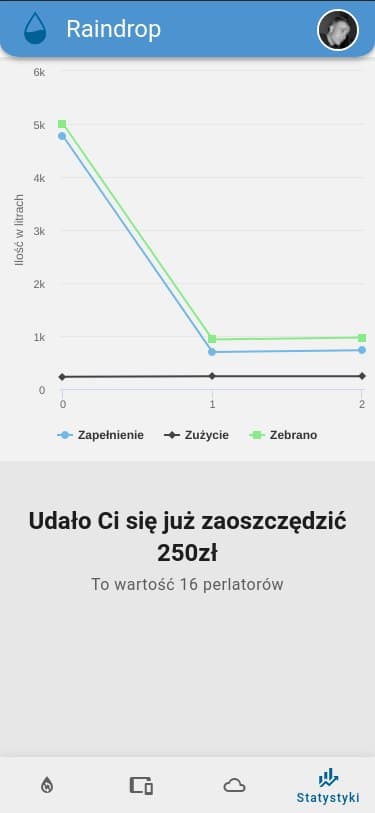 Raindrop
6k
5k
4k
3k
2k
1k
0
Ilość w litrach
0 1 2
Zapełnienie Zużycie Zebrano
Udało Ci się już zaoszczędzić
250zł
To wartość 16 perlatorów
Statystyki